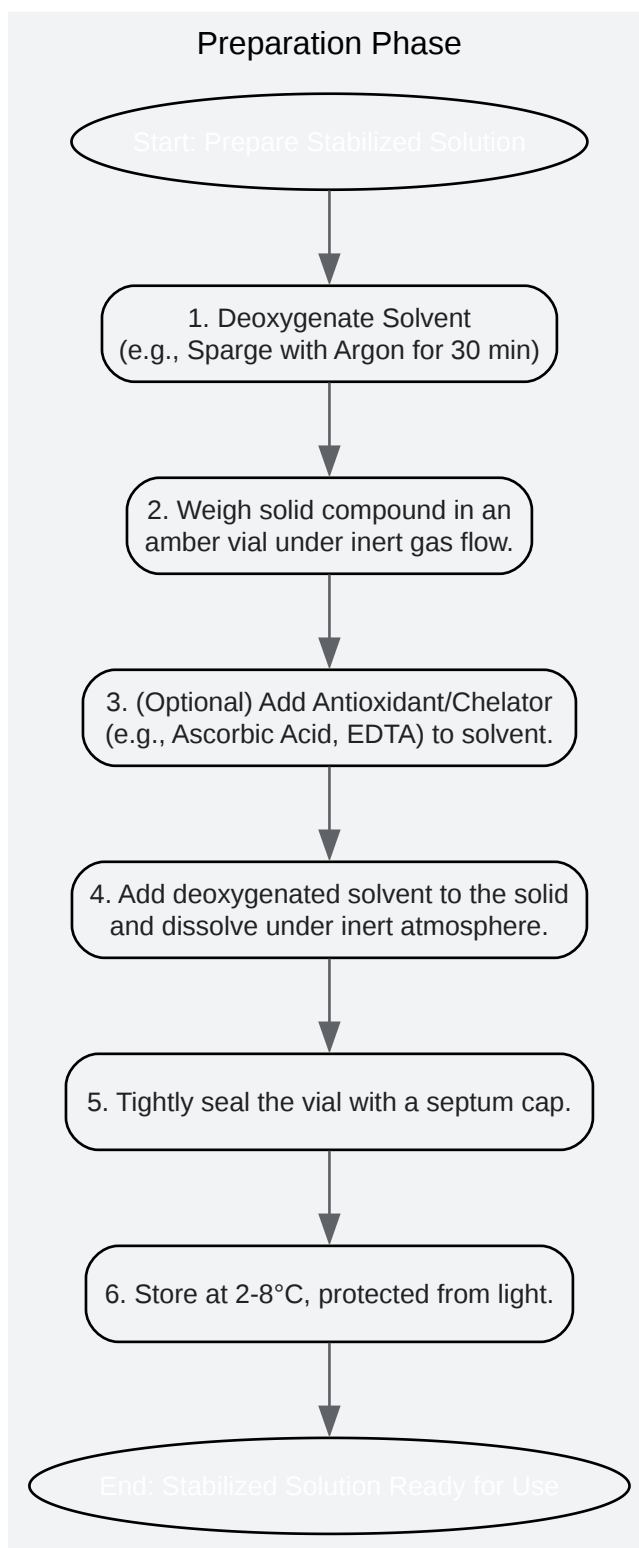 Preparation Phase
Start: Prepare Stabilized Solution
1. Deoxygenate Solvent
(e.g., Sparge with Argon for 30 min)
2. Weigh solid compound in an
amber vial under inert gas flow.
3. (Optional) Add Antioxidant/Chelator
(e.g., Ascorbic Acid, EDTA) to solvent.
4. Add deoxygenated solvent to the solid
and dissolve under inert atmosphere.
5. Tightly seal the vial with a septum cap.
6. Store at 2-8°C, protected from light.
End: Stabilized Solution Ready for Use